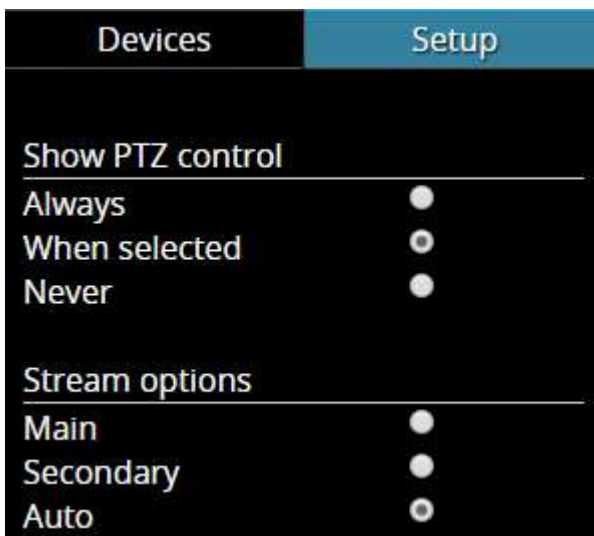 Devices Setup
Show PTZ control
Always
When selected
Never
Stream options
Main
Secondary
Auto